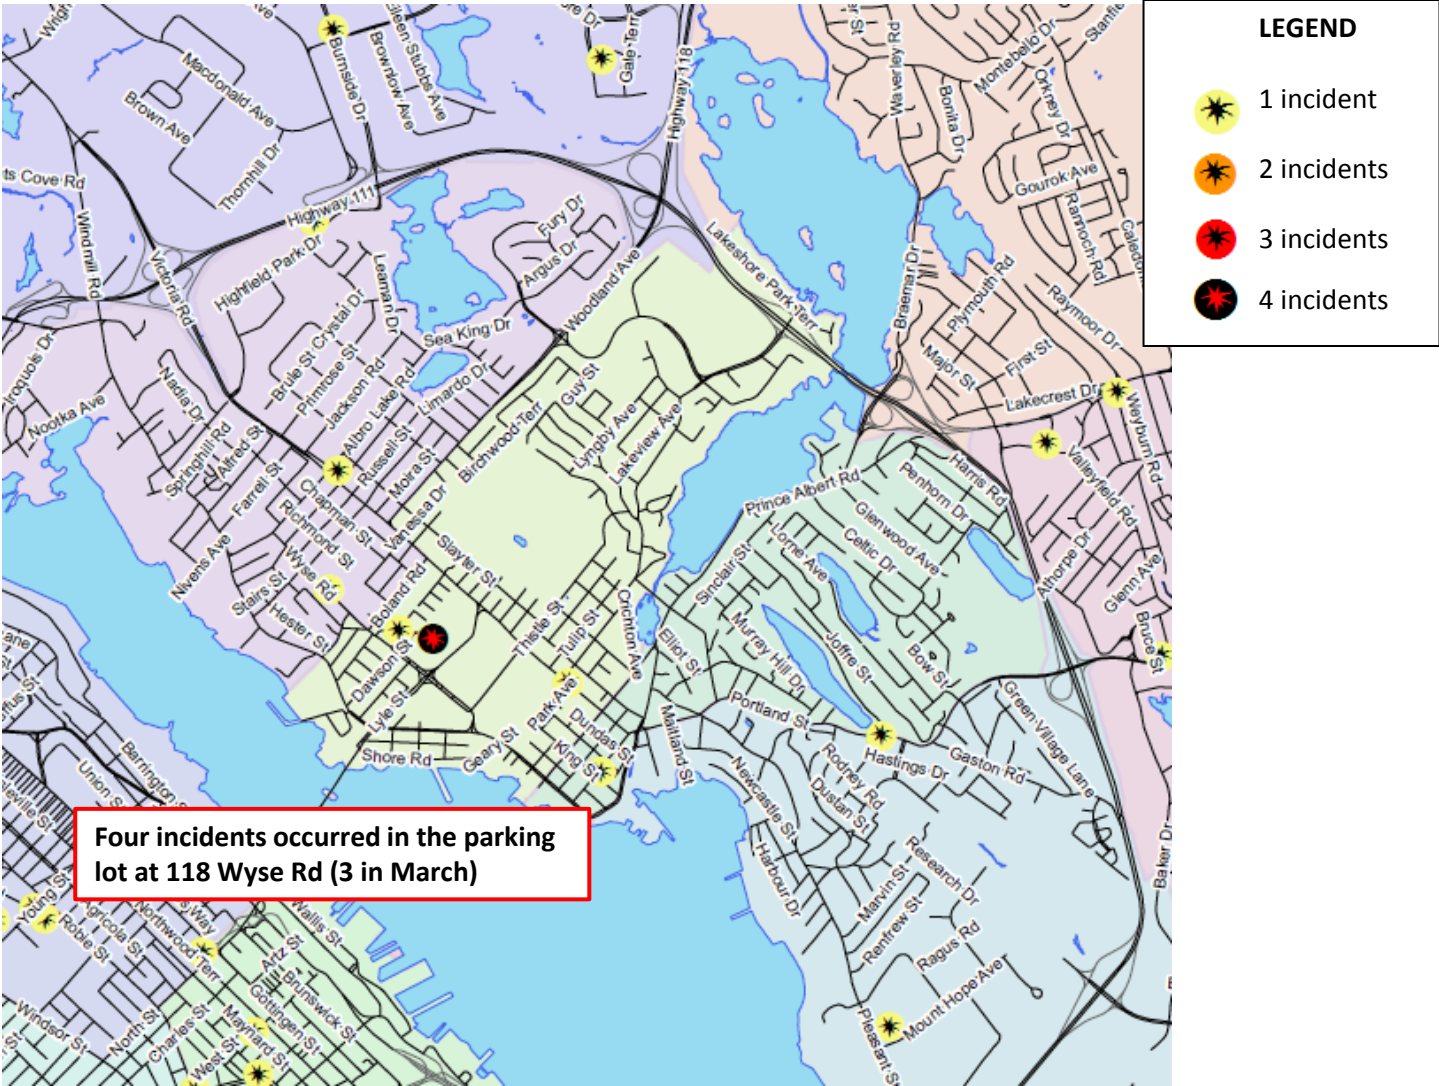 LEGEND
1 incident
2 incidents
3 incidents
4 incidents
Burnside Dr
Brownlow Ave
Eileen Stubbs Ave
Gale Terr
Highway 118
Waverley Rd
Montebello Dr
Bonita Dr
Orkney Dr
Macdonald Ave
Brown Ave
Thornhill Dr
ts Cove Rd
Highway 111
Gourok Ave
Rannoch Rd
Windmill Rd
Victoria Rd
Highfield Park Dr
Leaman Dr
Fury Dr
Argus Dr
Woodland Ave
Lakeshore Park Terr
Braemar Dr
Plymouth Rd
Raymoor Dr
Iroquois Dr
Nootka Ave
Nadia Dr
Brule St
Crystal Dr
Primrose St
Jackson Rd
Albro Lake Rd
Sea King Dr
Limardo Dr
Major St
First St
Lakecrest Dr
Weyburn Rd
Springhill Rd
Alfred St
Farrell St
Russell St
Moira St
Birchwood Terr
Guy St
Lyngby Ave
Lakeview Ave
Valleyfield Rd
Harris Rd
Penhorn Dr
Prince Albert Rd
Glenwood Ave
Celtic Dr
Lorne Ave
Chapman St
Richmond St
Vanessa Dr
Slayter St
Nivens Ave
Wyse Rd
Stairs St
Hester St
Boland Rd
Dawson St
Lyle St
Thistle St
Tulip St
Crichton Ave
Sinclair St
Elliot St
Murray Hill Dr
Joffre St
Bow St
Athorpe Dr
Glenn Ave
Bruce St
Park Ave
Dundas St
King St
Geary St
Shore Rd
Maitland St
Portland St
Hastings Dr
Gaston Rd
Green Village Lane
Rodney Rd
Dustan St
Newcastle St
Harbour Dr
Baker Dr
Barrington
Union St
Four incidents occurred in the parking
lot at 118 Wyse Rd (3 in March)
Young St
Robie St
Agricola St
Northwood Terr
Wallis St
Artz St
Brunswick St
Gottingen St
Maynard St
West St
Charles St
North St
Windsor St
Research Dr
Marvin St
Renfrew St
Ragus Rd
Mount Hope Ave
Pleasant St